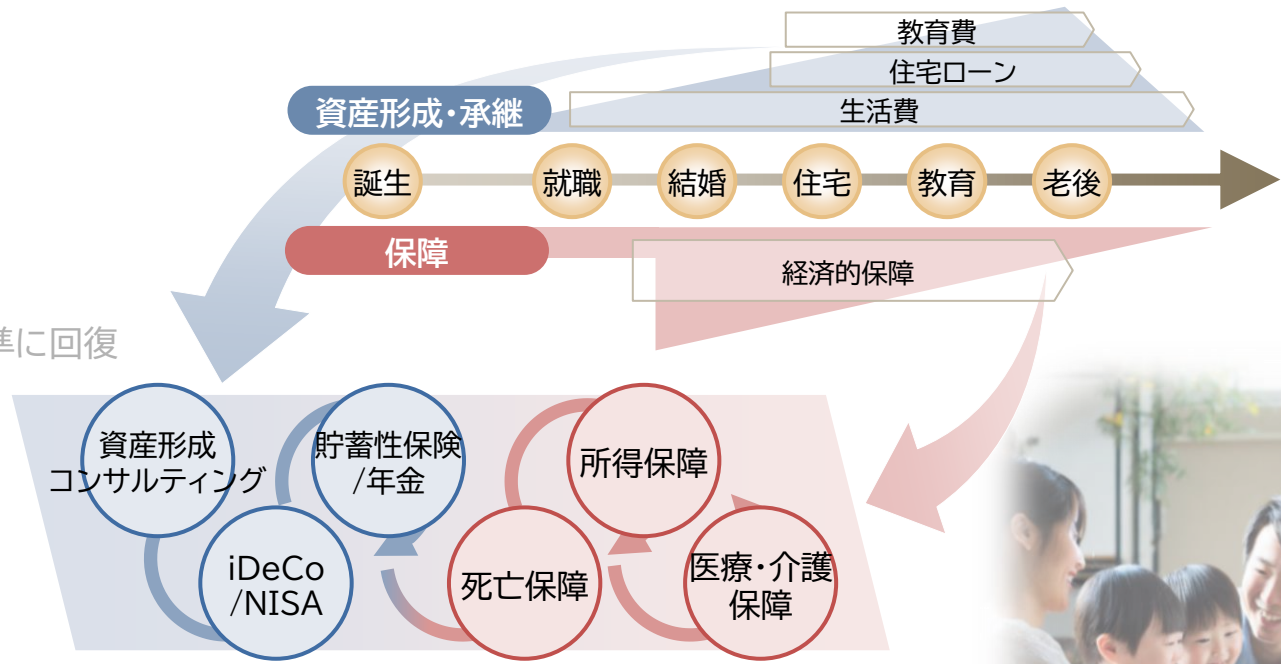 教育費
住宅ローン
資産形成・承継
生活費
誕生
就職
結婚
住宅
教育
老後
保障
経済的保障
準に回復
資産形成
コンサルティング
貯蓄性保険
/年金
所得保障
iDeCo
/NISA
死亡保障
医療・介護
保障